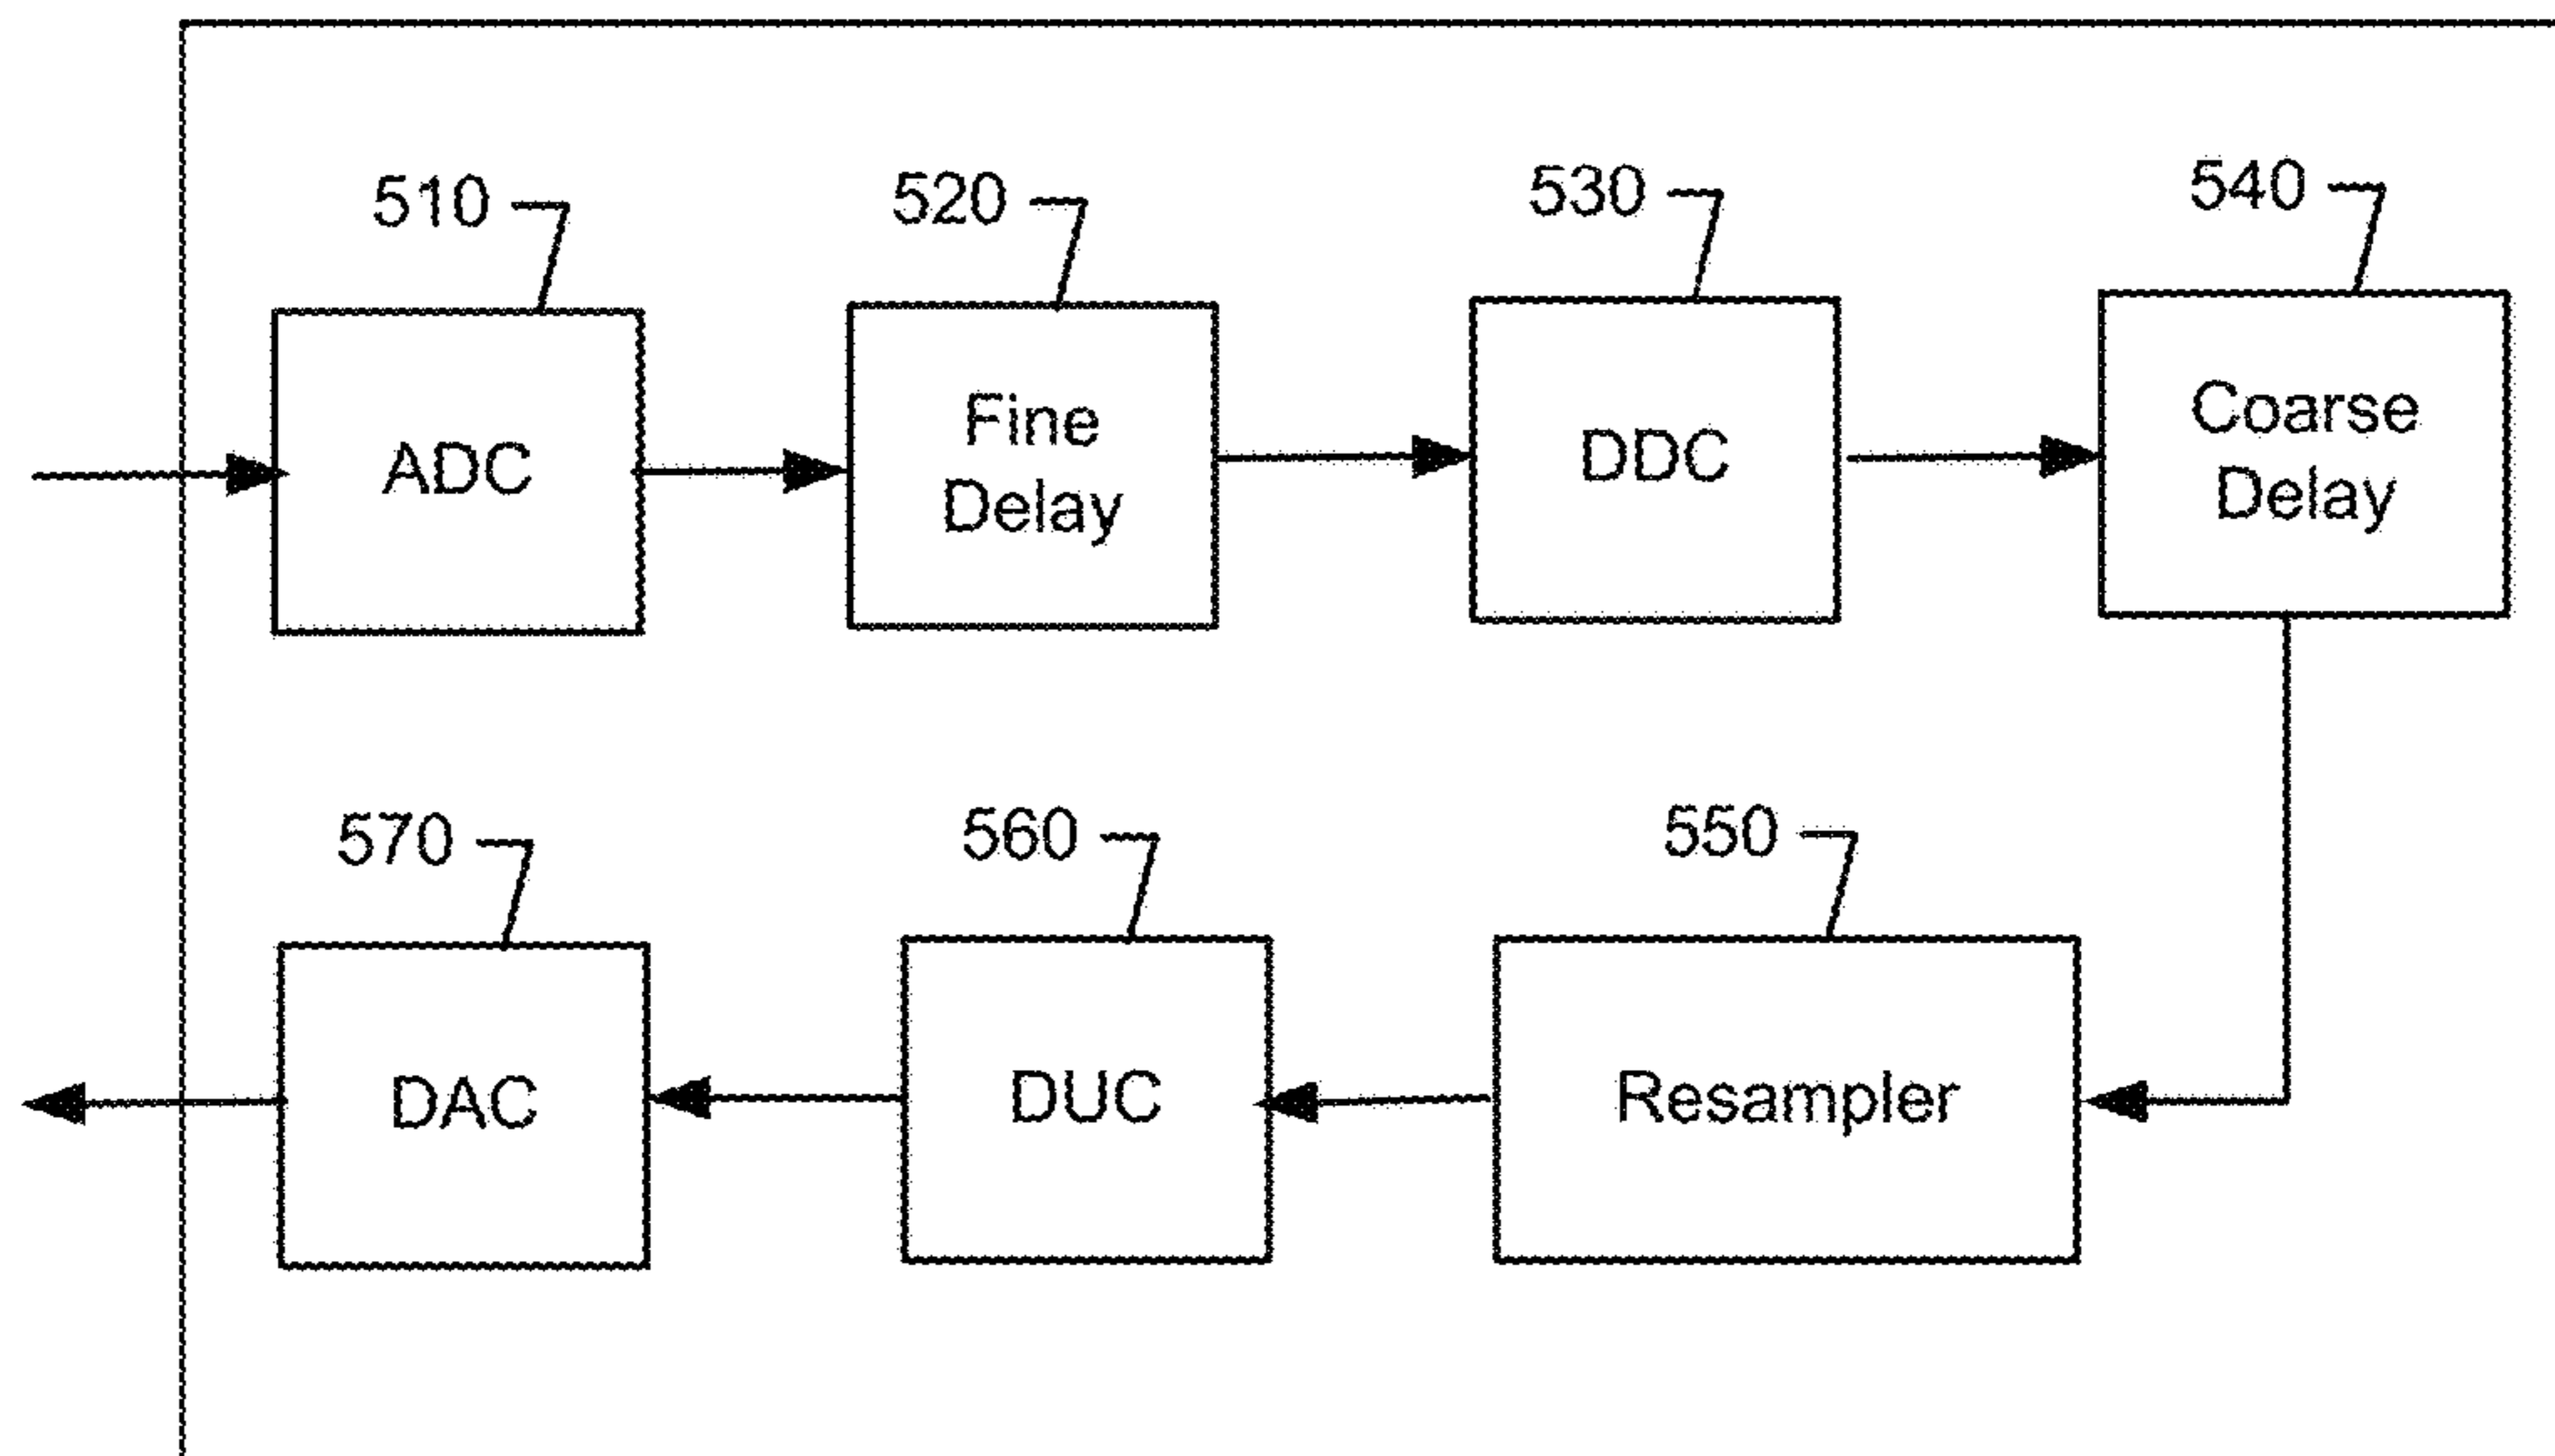 510
520
530
540
ADC
Fine
Delay
DDC
Coarse
Delay
570
560
550
DAC
DUC
Resampler